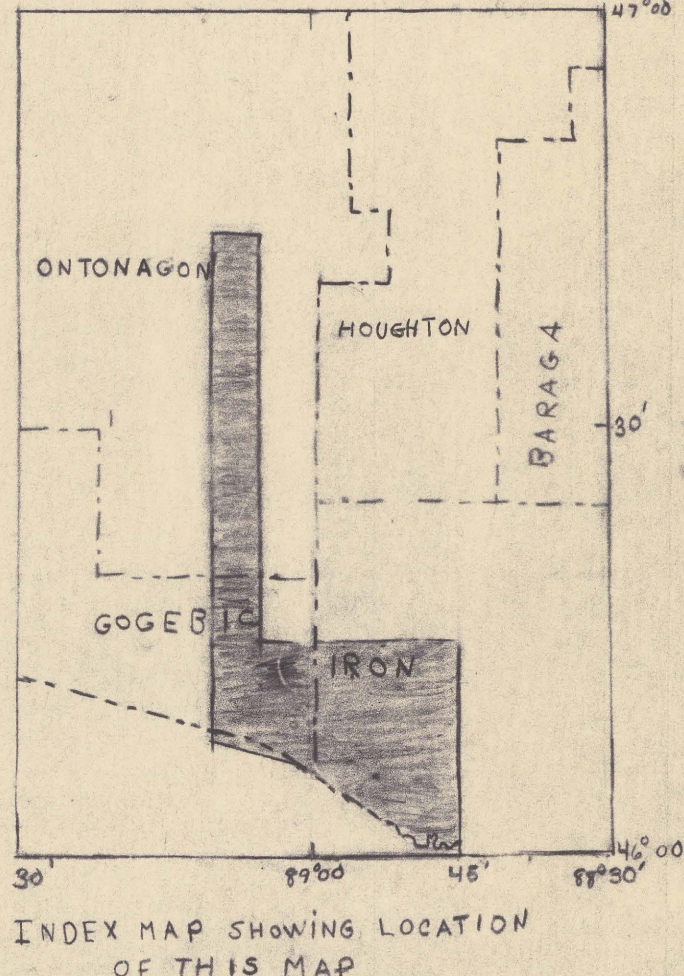 47°00
ONTONAGON
HOUGHTON
BARAGA
30'
GOGEBIC
IRON
46°00
30' 89°00 45' 88°30'
INDEX MAP SHOWING LOCATION
OF THIS MAP